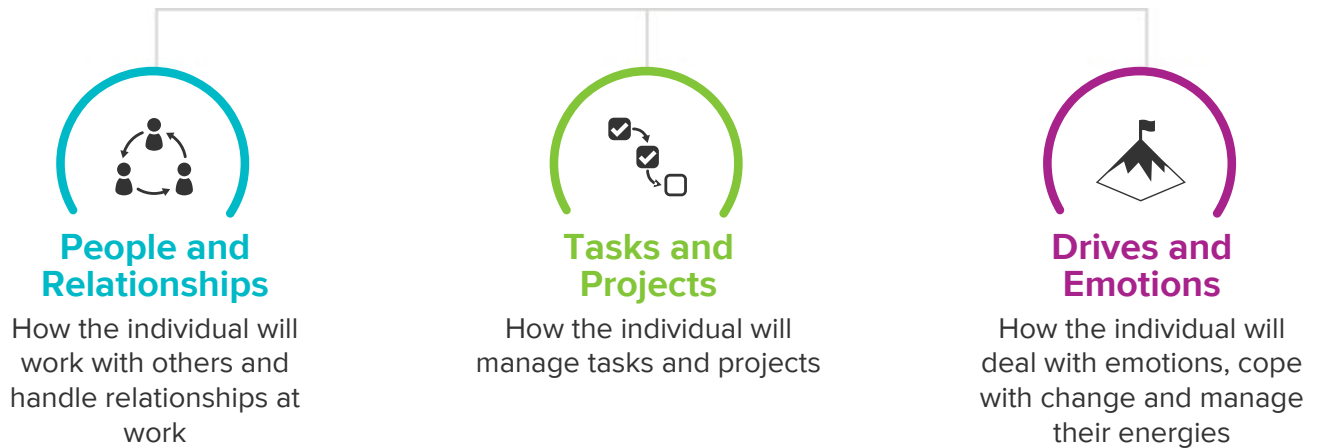 People and
Relationships
How the individual will
work with others and
handle relationships at
work
Tasks and
Projects
How the individual will
manage tasks and projects
Drives and
Emotions
How the individual will
deal with emotions, cope
with change and manage
their energies